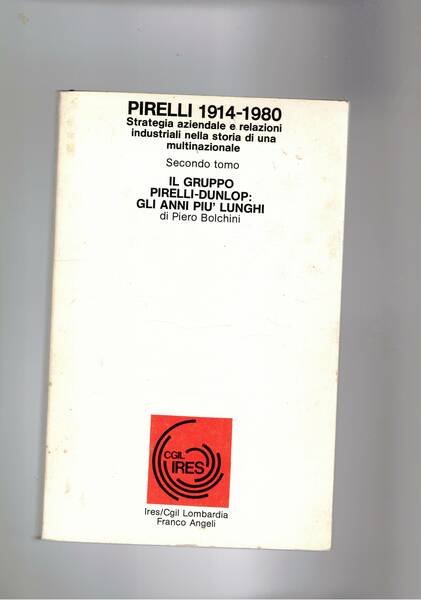 PIRELLI 1914-1980
Strategia aziendale e relazioni
industriali nella storia di una
multinazionale
Secondo tomo
IL GRUPPO
PIRELLI-DUNLOP:
GLI ANNI PIU' LUNGHI
di Piero Bolchini
CGIL
IRES
Ires/Cgil Lombardia
Franco Angeli